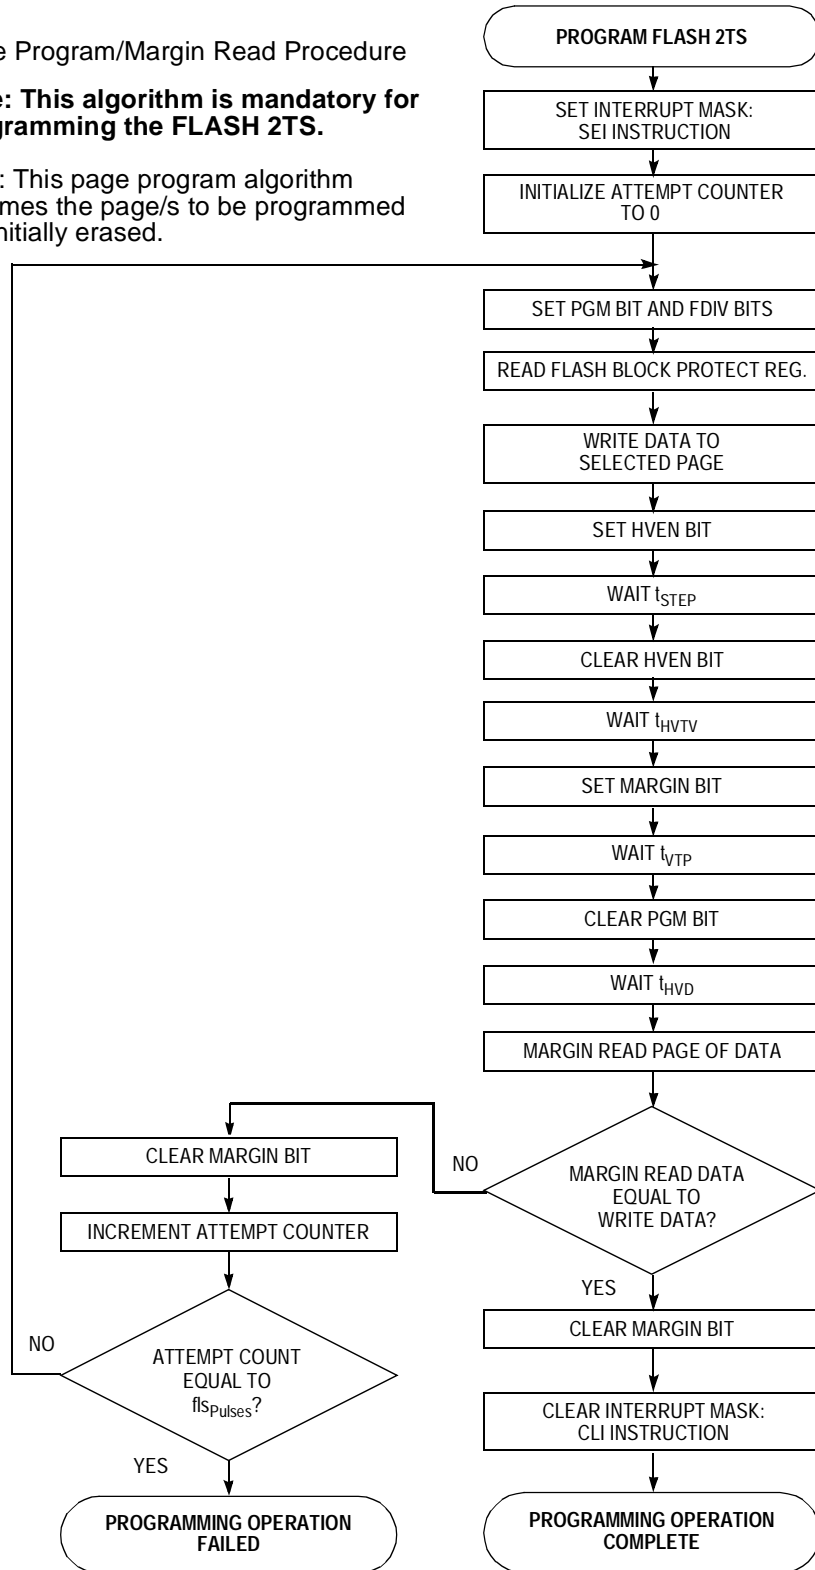 Program/Margin Read Procedure
This algorithm is mandatory for
programming the FLASH 2TS.
: This page program algorithm
the page/s to be programmed
initially erased.
PROGRAM FLASH 2TS
SET INTERRUPT MASK:
SEI INSTRUCTION
INITIALIZE ATTEMPT COUNTER
TO 0
SET PGM BIT AND FDIV BITS
READ FLASH BLOCK PROTECT REG.
WRITE DATA TO
SELECTED PAGE
SET HVEN BIT
WAIT tSTEP
CLEAR HVEN BIT
WAIT tHVTV
SET MARGIN BIT
WAIT tVTP
CLEAR PGM BIT
WAIT tHVD
MARGIN READ PAGE OF DATA
MARGIN READ DATA
EQUAL TO
WRITE DATA?
NO
YES
CLEAR MARGIN BIT
INCREMENT ATTEMPT COUNTER
ATTEMPT COUNT
EQUAL TO
flsPulses?
NO
YES
PROGRAMMING OPERATION
FAILED
CLEAR MARGIN BIT
CLEAR INTERRUPT MASK:
CLI INSTRUCTION
PROGRAMMING OPERATION
COMPLETE